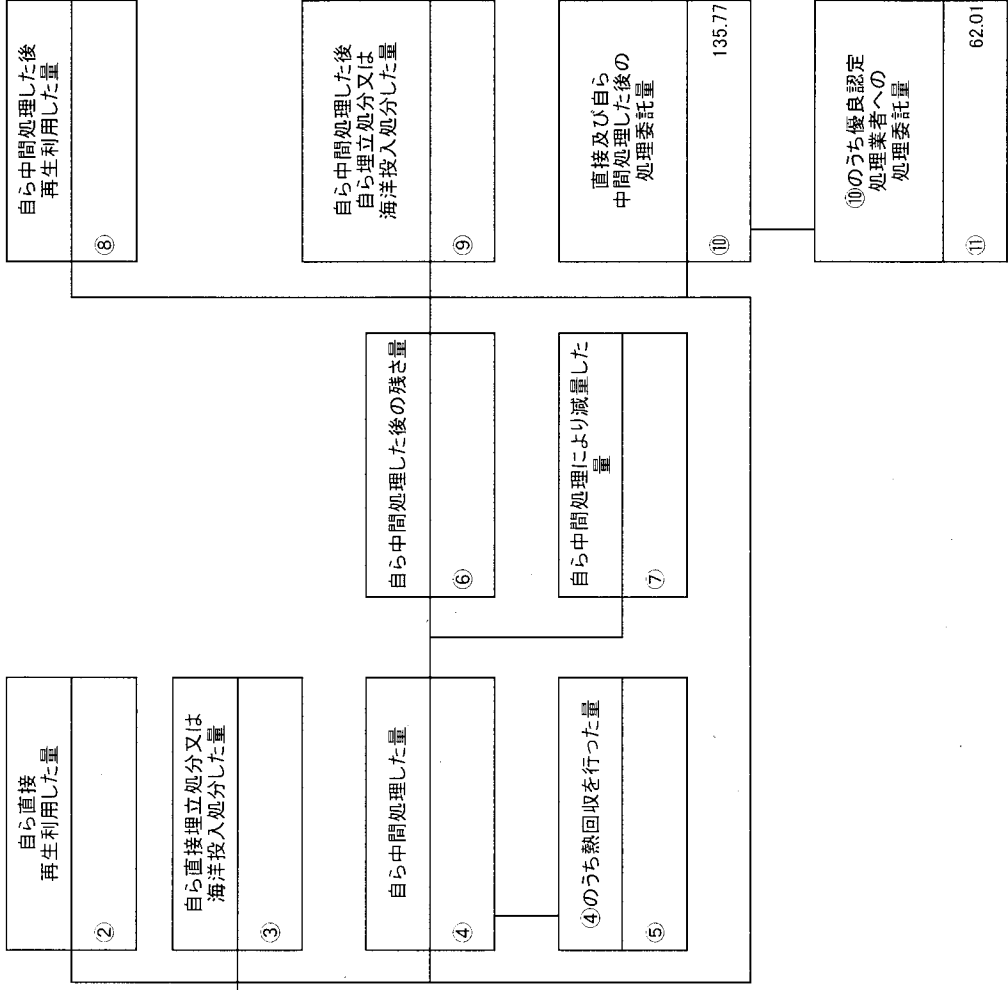 自ら直接
再生利用した量
②
自ら直接埋立処分又は
海洋投入処分した量
③
自ら中間処理した量
④
④のうち熱回収を行った量
⑤
自ら中間処理した後の残さ量
⑥
自ら中間処理により減量した
量
⑦
自ら中間処理した後
再生利用した量
⑧
自ら中間処理した後
自ら埋立処分又は
海洋投入処分した量
⑨
直接及び自ら
中間処理した後の
処理委託量
⑩ 135.77
⑩のうち優良認定
処理業者への
処理委託量
⑪ 62.01